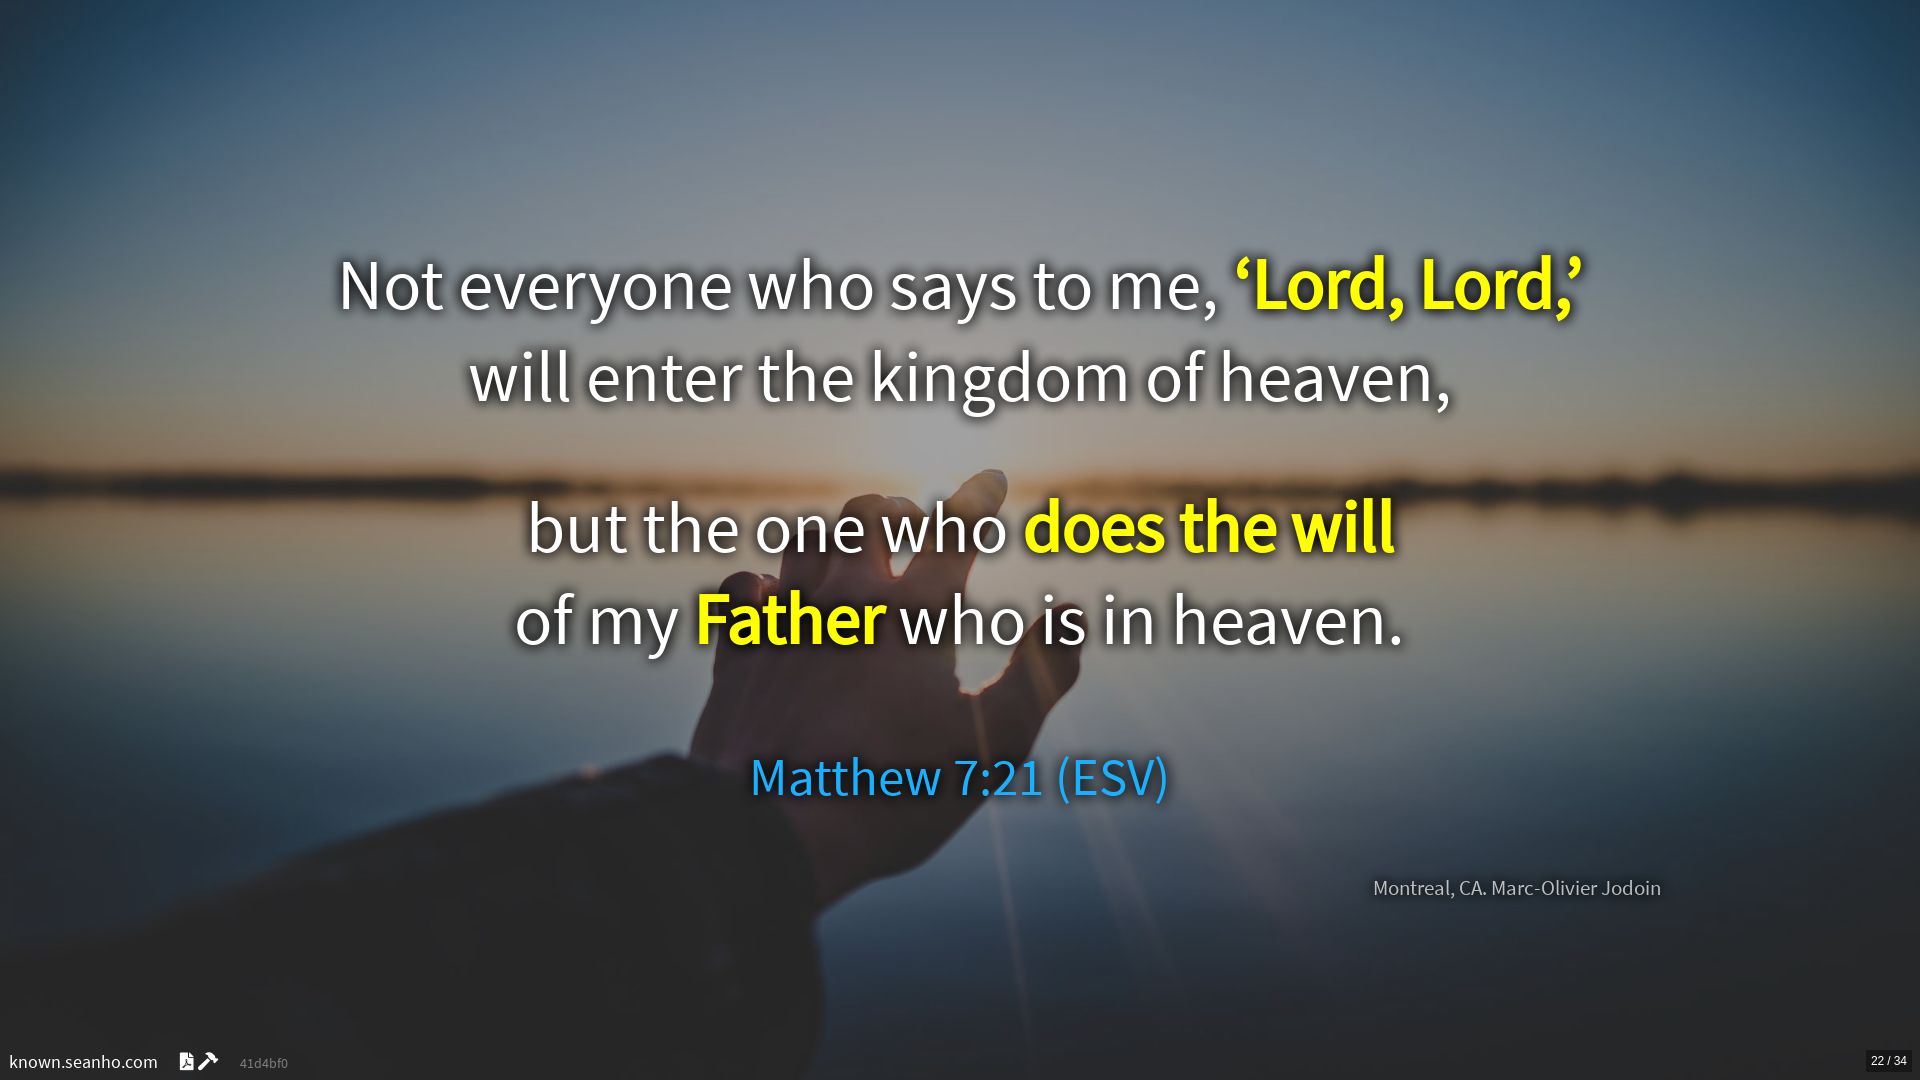 Not everyone who says to me, ‘Lord, Lord,’
will enter the kingdom of heaven,
but the one who does the will
of my Father who is in heaven.
Matthew 7:21 (ESV)
Montreal, CA. Marc-Olivier Jodoin
known.seanho.com 41d4bf0
22 / 34